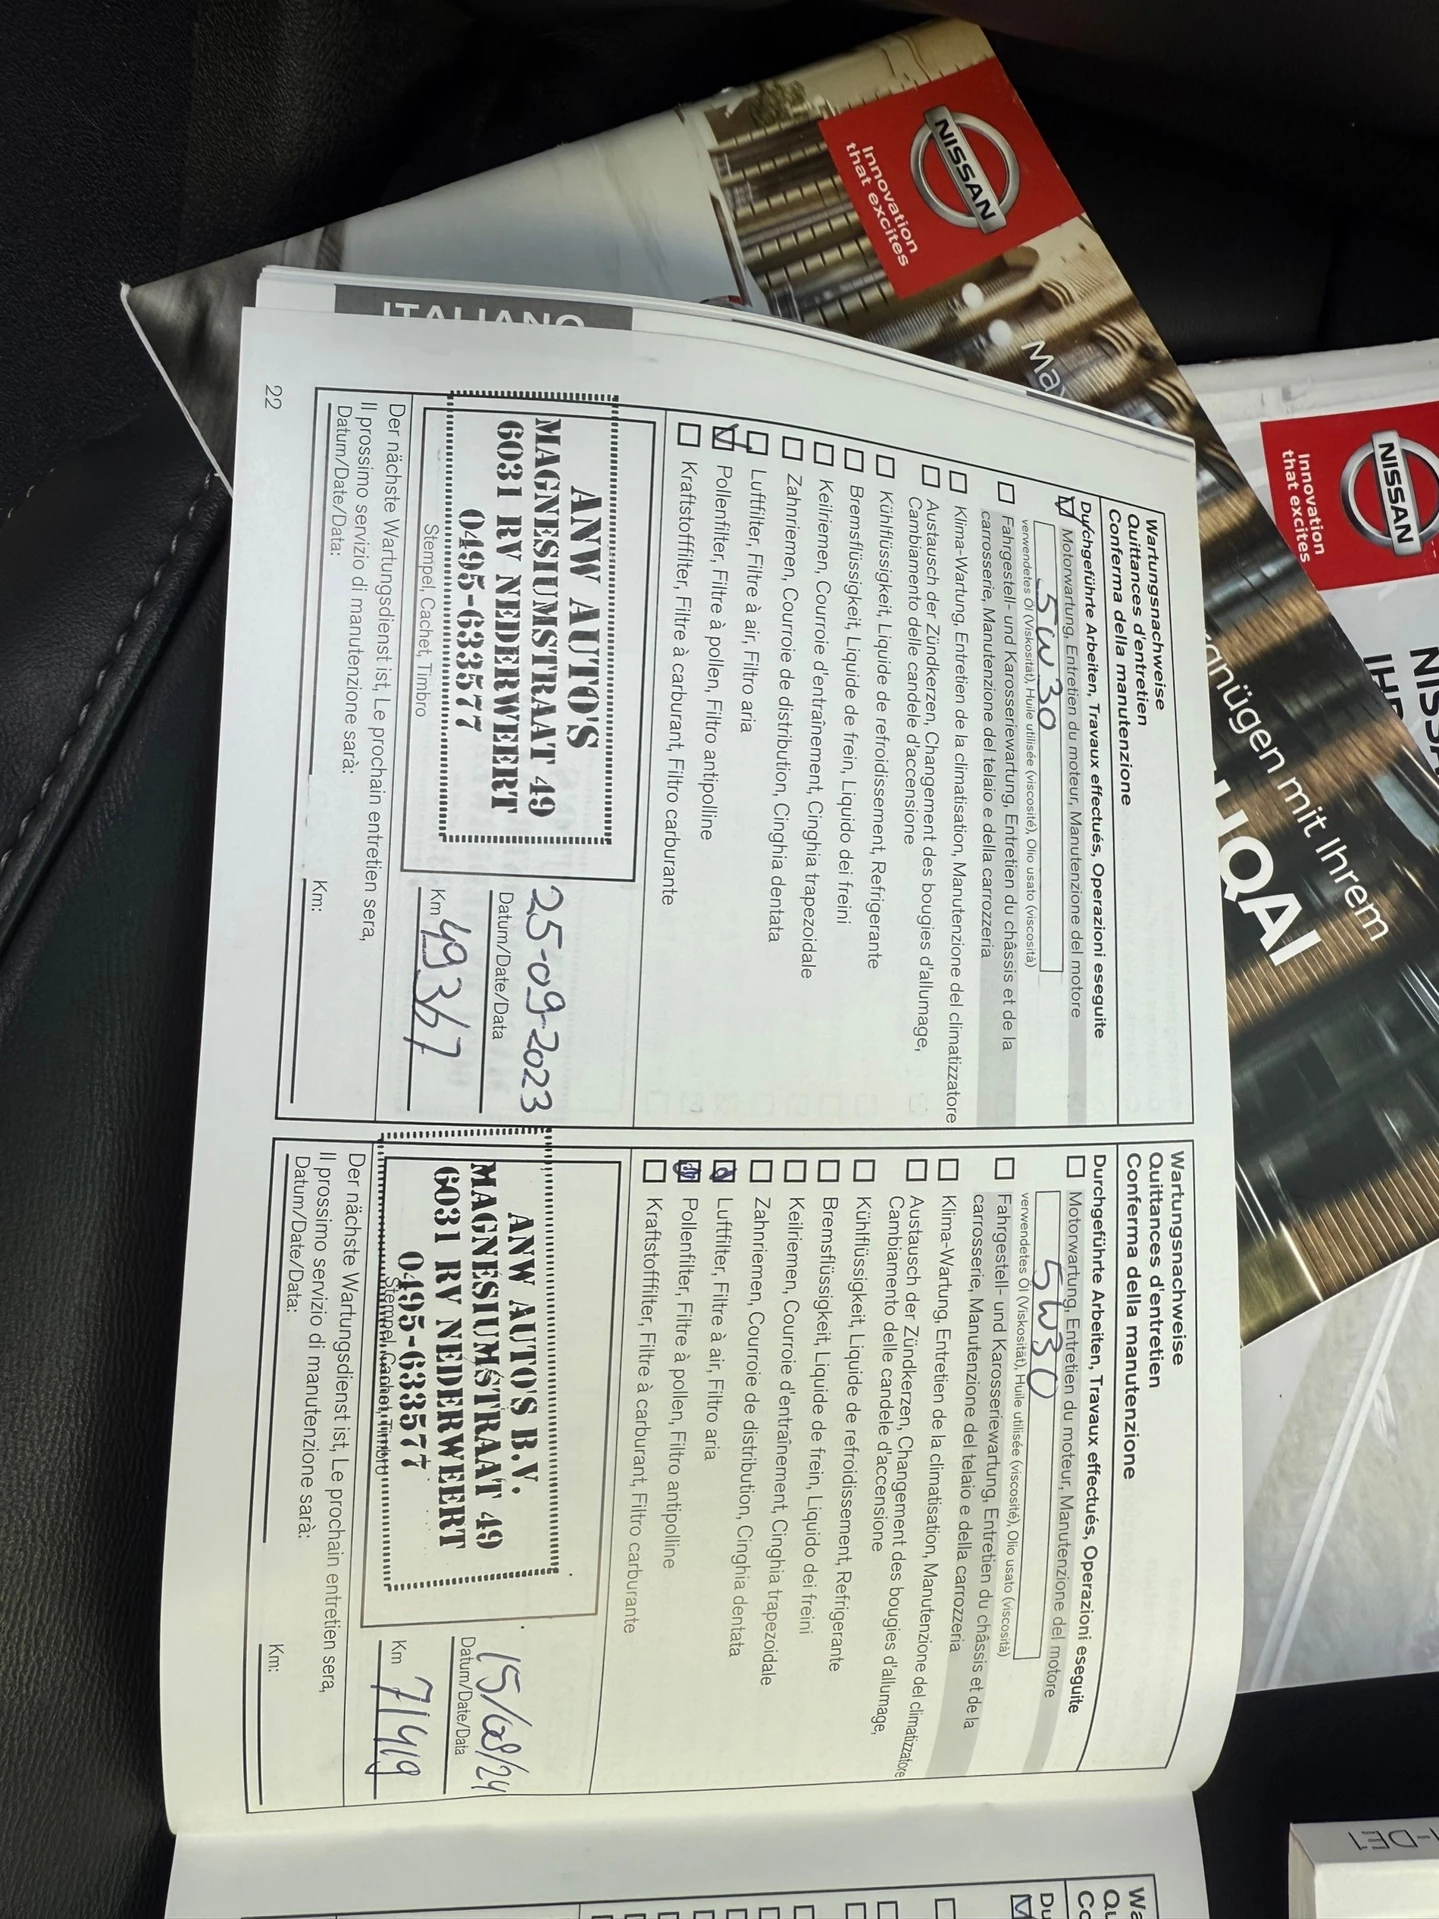 NISSAN
Innovation
that excites
NISSAN
Innovation
that excites
Ihrem
mit
QAI
ITALIANO
Wartungsnachweise
Quittances d'entretien
Conferma della manutenzione
Durchgeführte Arbeiten, Travaux effectués, Operazioni eseguite
Motorwartung, Entretien du moteur, Manutenzione del motore
5W30
verwendetes Öl (Viskosität), Huile utilisée (viscosité), Olio usato (viscosità)
Fahrgestell- und Karosseriewartung, Entretien du châssis et de la
carrosserie, Manutenzione del telaio e della carrozzeria
Klima-Wartung, Entretien de la climatisation, Manutenzione del climatizzatore
Austausch der Zündkerzen, Changement des bougies d'allumage,
Cambiamento delle candele d'accensione
Kühlflüssigkeit, Liquide de refroidissement, Refrigerante
Bremsflüssigkeit, Liquide de frein, Liquido dei freini
Keilriemen, Courroie d'entraînement, Cinghia trapezoidale
Zahnriemen, Courroie de distribution, Cinghia dentata
Luftfilter, Filtre à air, Filtro aria
Pollenfilter, Filtre à pollen, Filtro antipolline
Kraftstofffilter, Filtre à carburant, Filtro carburante
ANW AUTO'S
MAGNESIUMSTRAAT 49
6031 RV NEDERWEERT
0495-633577
Stempel, Cachet, Timbro
25-09-2023
Datum/Date/Data
Km 49367
Der nächste Wartungsdienst ist, Le prochain entretien sera,
Il prossimo servizio di manutenzione sarà:
Datum/Date/Data:
Km:
22
Wartungsnachweise
Quittances d'entretien
Conferma della manutenzione
Durchgeführte Arbeiten, Travaux effectués, Operazioni eseguite
Motorwartung, Entretien du moteur, Manutenzione del motore
5W30
verwendetes Öl (Viskosität), Huile utilisée (viscosité), Olio usato (viscosità)
Fahrgestell- und Karosseriewartung, Entretien du châssis et de la
carrosserie, Manutenzione del telaio e della carrozzeria
Klima-Wartung, Entretien de la climatisation, Manutenzione del climatizzatore
Austausch der Zündkerzen, Changement des bougies d'allumage,
Cambiamento delle candele d'accensione
Kühlflüssigkeit, Liquide de refroidissement, Refrigerante
Bremsflüssigkeit, Liquide de frein, Liquido dei freini
Keilriemen, Courroie d'entraînement, Cinghia trapezoidale
Zahnriemen, Courroie de distribution, Cinghia dentata
Luftfilter, Filtre à air, Filtro aria
Pollenfilter, Filtre à pollen, Filtro antipolline
Kraftstofffilter, Filtre à carburant, Filtro carburante
ANW AUTO'S B.V.
MAGNESIUMSTRAAT 49
6031 RV NEDERWEERT
0495-633577
Stempel, Cachet, Timbro
15/08/24
Datum/Date/Data
Km 71419
Der nächste Wartungsdienst ist, Le prochain entretien sera,
Il prossimo servizio di manutenzione sarà:
Datum/Date/Data:
Km: